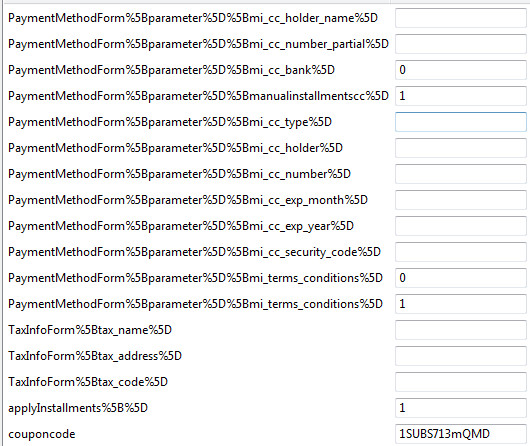 PaymentMethodForm%5Bparameter%5D%5Bmi_cc_holder_name%5D
PaymentMethodForm%5Bparameter%5D%5Bmi_cc_number_partial%5D
PaymentMethodForm%5Bparameter%5D%5Bmi_cc_bank%5D 0
PaymentMethodForm%5Bparameter%5D%5Bmanualinstallmentscc%5D 1
PaymentMethodForm%5Bparameter%5D%5Bmi_cc_type%5D
PaymentMethodForm%5Bparameter%5D%5Bmi_cc_holder%5D
PaymentMethodForm%5Bparameter%5D%5Bmi_cc_number%5D
PaymentMethodForm%5Bparameter%5D%5Bmi_cc_exp_month%5D
PaymentMethodForm%5Bparameter%5D%5Bmi_cc_exp_year%5D
PaymentMethodForm%5Bparameter%5D%5Bmi_cc_security_code%5D
PaymentMethodForm%5Bparameter%5D%5Bmi_terms_conditions%5D 0
PaymentMethodForm%5Bparameter%5D%5Bmi_terms_conditions%5D 1
TaxInfoForm%5Btax_name%5D
TaxInfoForm%5Btax_address%5D
TaxInfoForm%5Btax_code%5D
applyInstallments%5B%5D 1
couponcode 1SUBS713mQMD